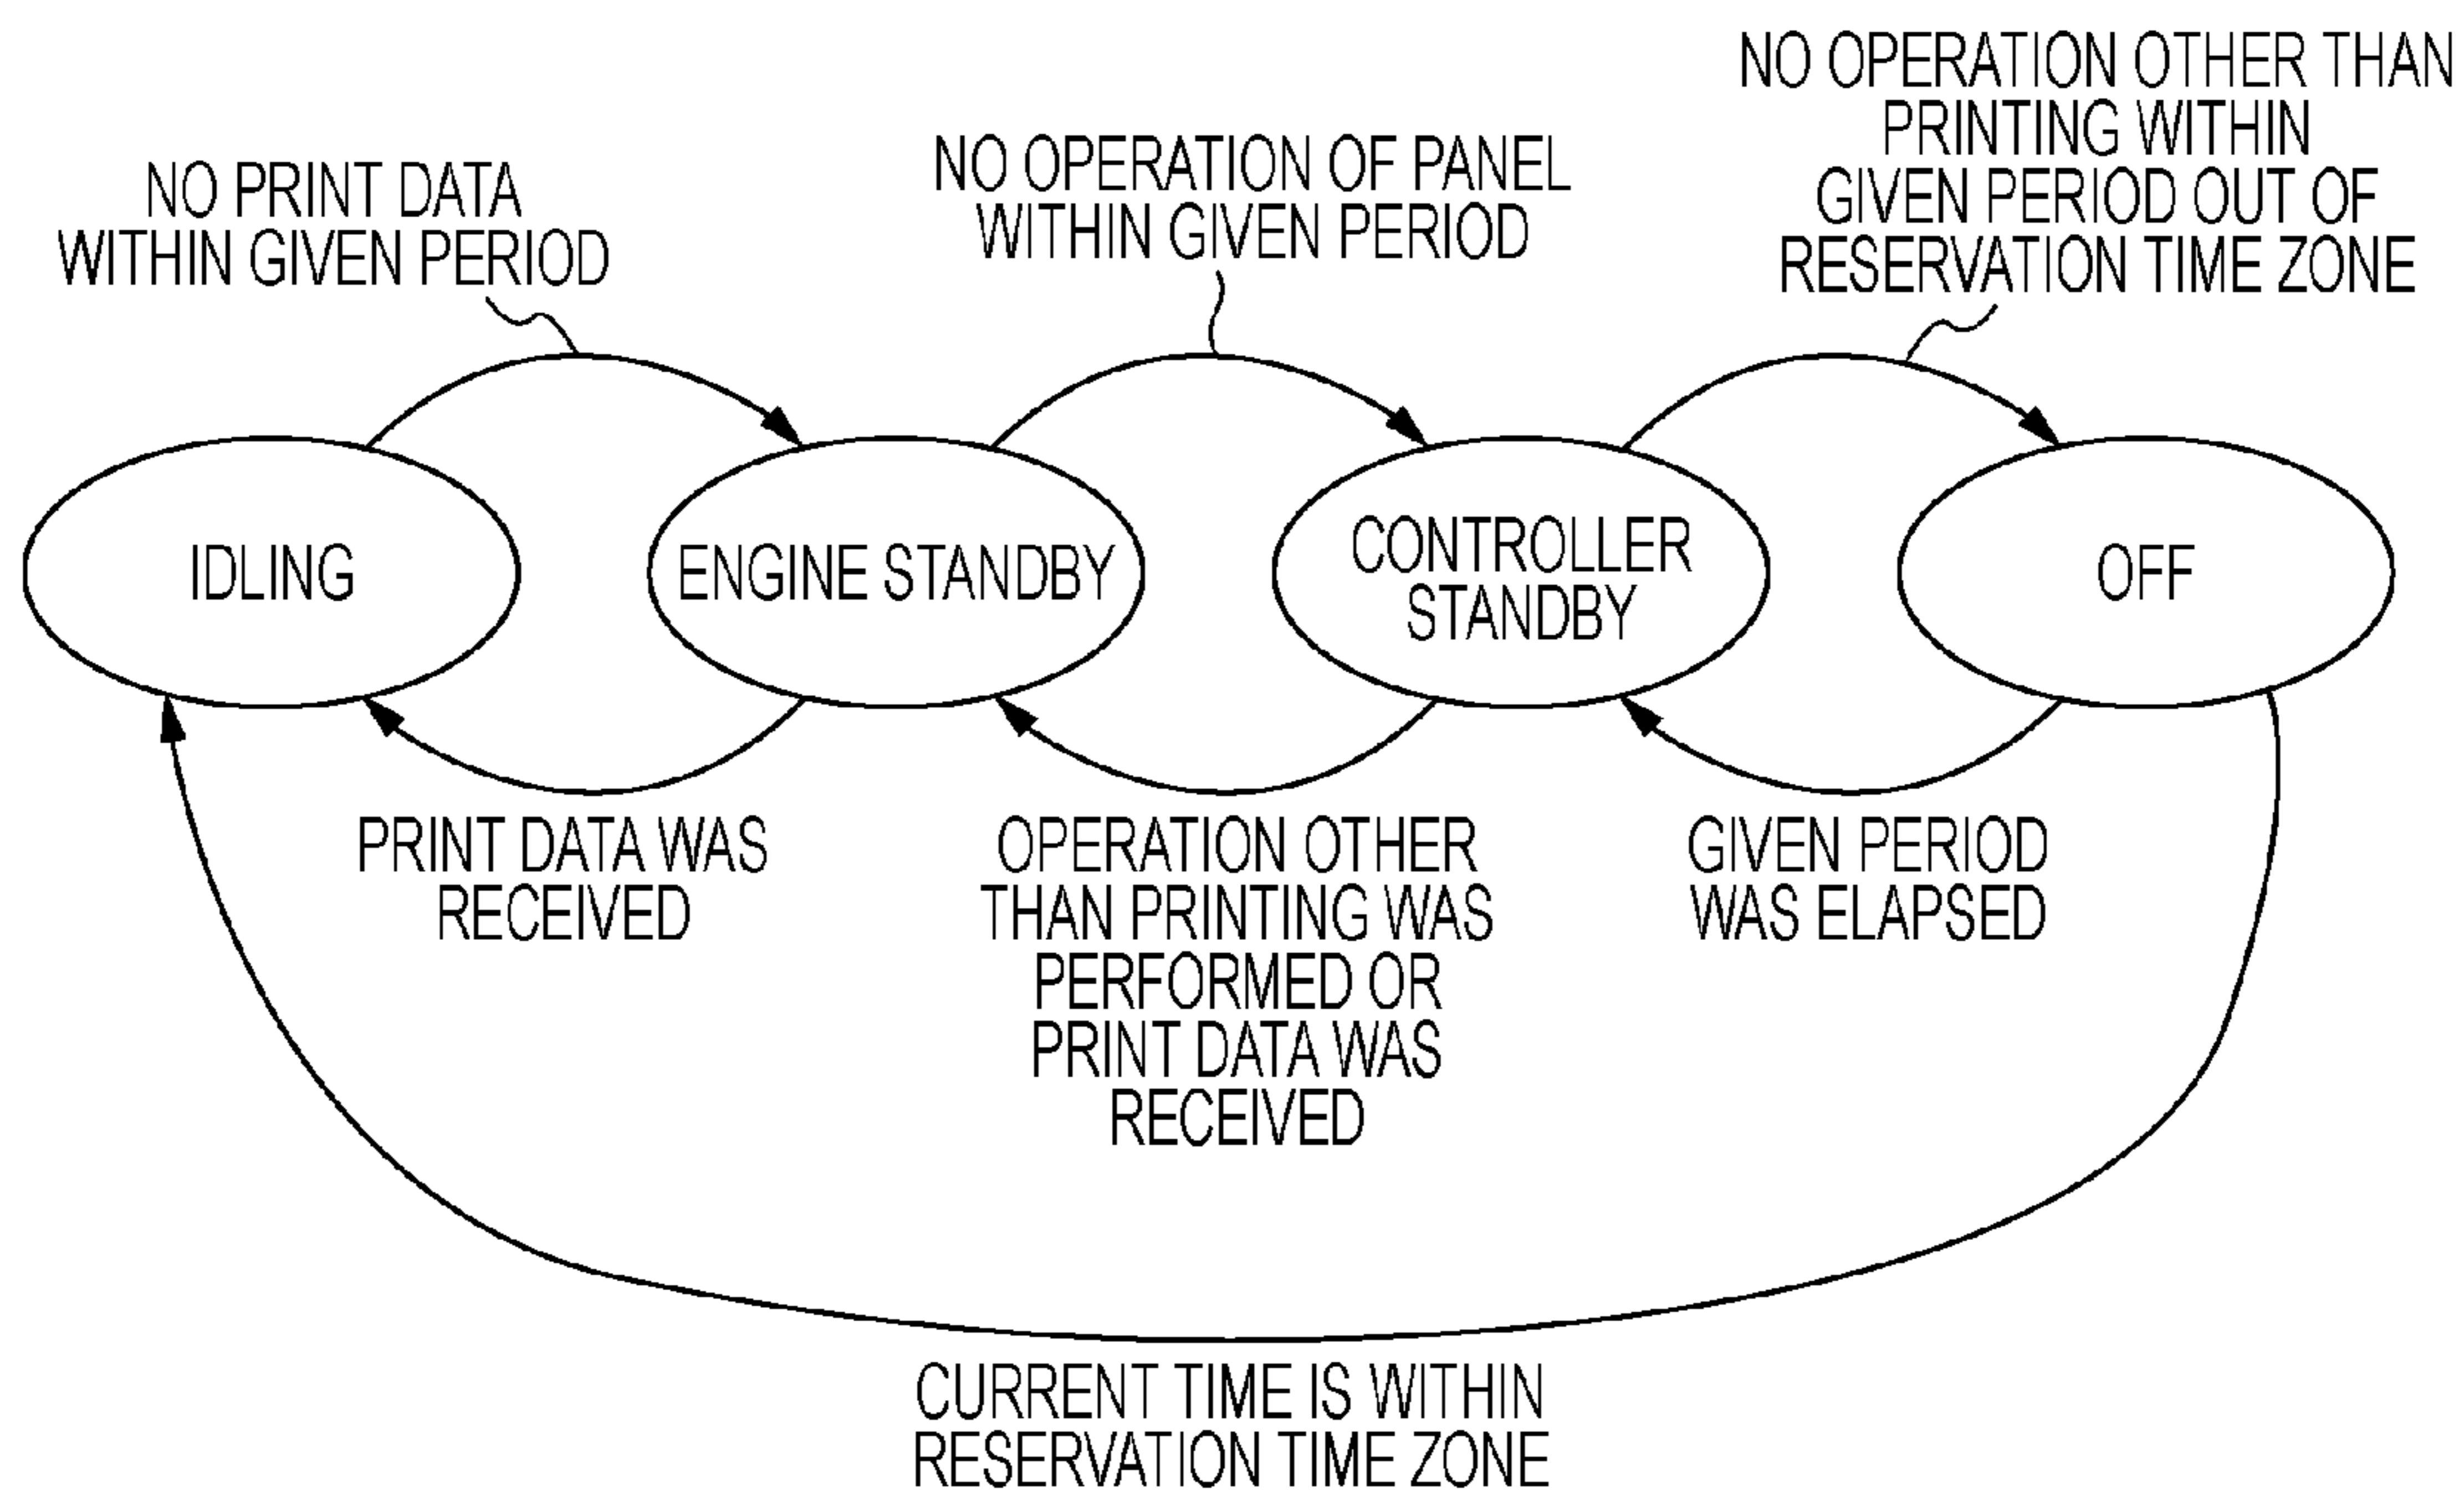 NO OPERATION OTHER THAN
PRINTING WITHIN
GIVEN PERIOD OUT OF
RESERVATION TIME ZONE
NO OPERATION OF PANEL
WITHIN GIVEN PERIOD
NO PRINT DATA
WITHIN GIVEN PERIOD
IDLING
ENGINE STANDBY
CONTROLLER
STANDBY
OFF
PRINT DATA WAS
RECEIVED
OPERATION OTHER
THAN PRINTING WAS
PERFORMED OR
PRINT DATA WAS
RECEIVED
GIVEN PERIOD
WAS ELAPSED
CURRENT TIME IS WITHIN
RESERVATION TIME ZONE